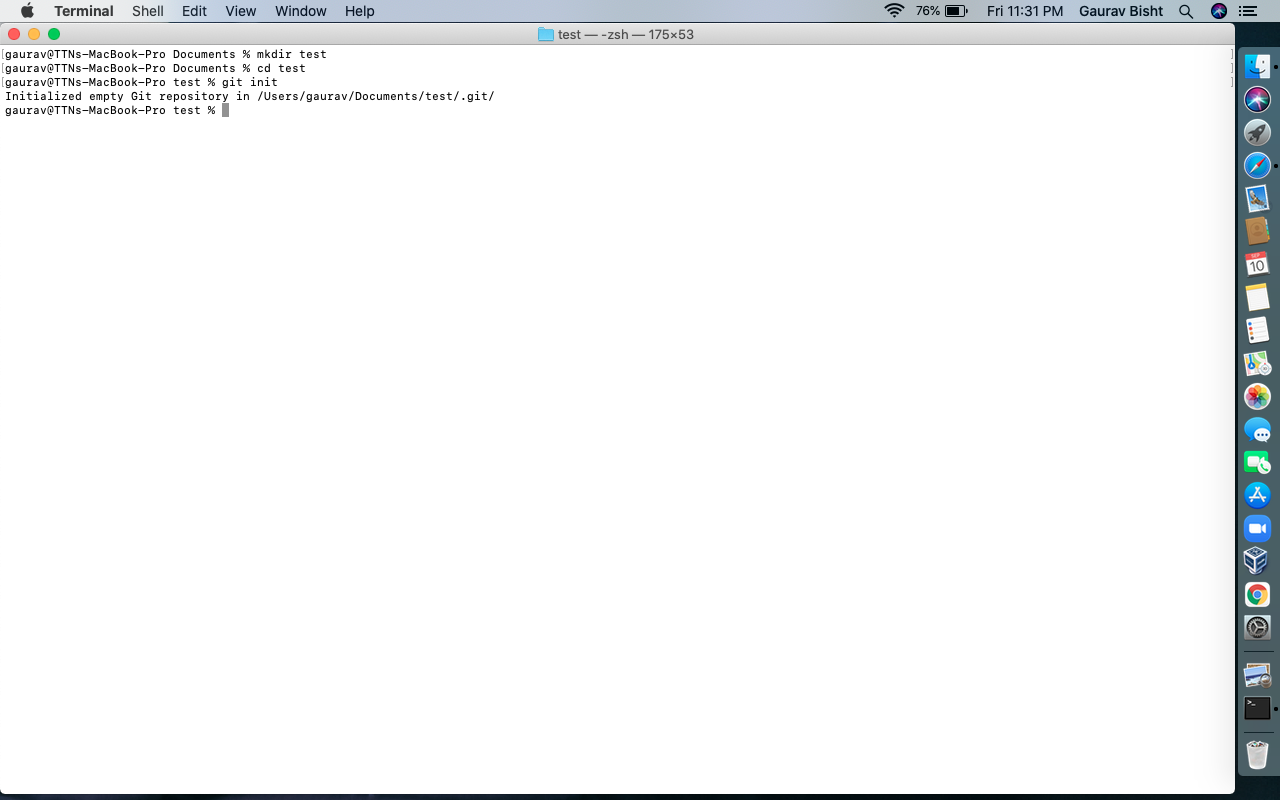 Terminal Shell Edit View Window Help 76% Fri 11:31 PM Gaurav Bisht
test — -zsh — 175×53
[gaurav@TTNs-MacBook-Pro Documents % mkdir test ]
[gaurav@TTNs-MacBook-Pro Documents % cd test ]
[gaurav@TTNs-MacBook-Pro test % git init ]
Initialized empty Git repository in /Users/gaurav/Documents/test/.git/
gaurav@TTNs-MacBook-Pro test %
SEP
10
>_